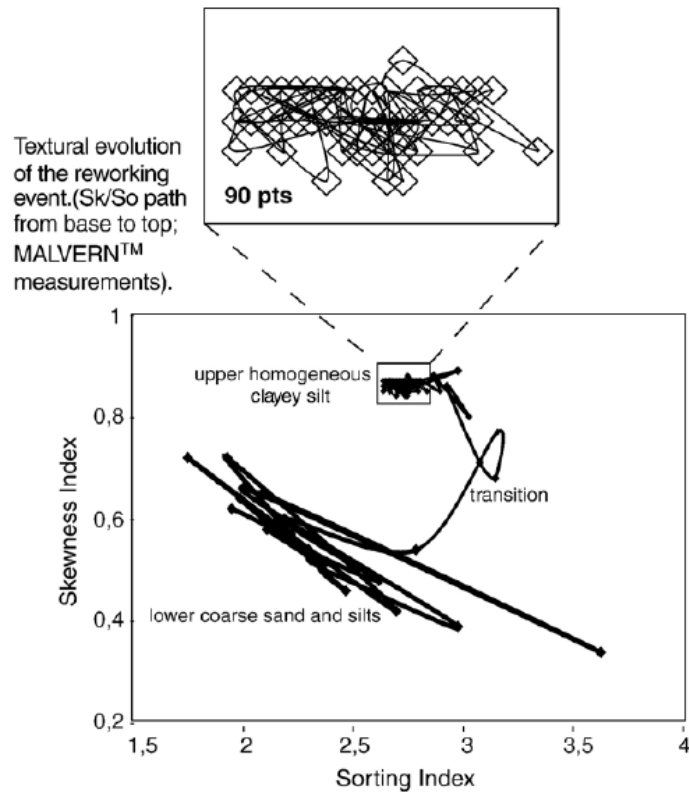 90 pts
Textural evolution
of the reworking
event.(Sk/So path
from base to top;
MALVERN™
measurements).
1
0,8
0,6
0,4
0,2
Skewness Index
upper homogeneous
clayey silt
transition
lower coarse sand and silts
1,5
2
2,5
3
3,5
4
Sorting Index